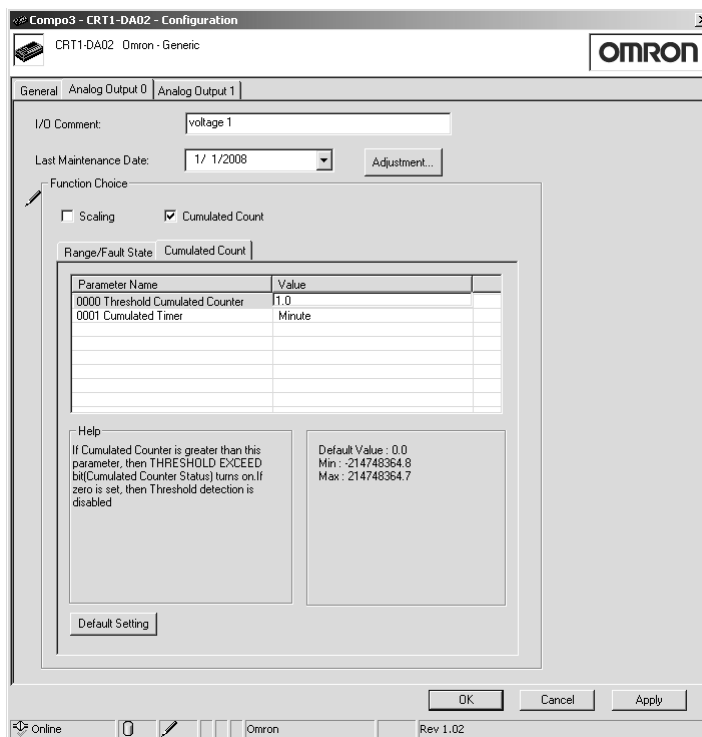 Compo3 - CRT1-DA02 - Configuration
CRT1-DA02 Omron - Generic
OMRON
General Analog Output 0 Analog Output 1
I/O Comment: voltage 1
Last Maintenance Date: 1/ 1/2008 Adjustment...
Function Choice
Scaling Cumulated Count
Range/Fault State Cumulated Count
Parameter Name Value
0000 Threshold Cumulated Counter 1.0
0001 Cumulated Timer Minute
Help
If Cumulated Counter is greater than this
parameter, then THRESHOLD EXCEED
bit(Cumulated Counter Status) turns on.If
zero is set, then Threshold detection is
disabled
Default Value : 0.0
Min : -214748364.8
Max : 214748364.7
Default Setting
OK Cancel Apply
Online Omron Rev 1.02